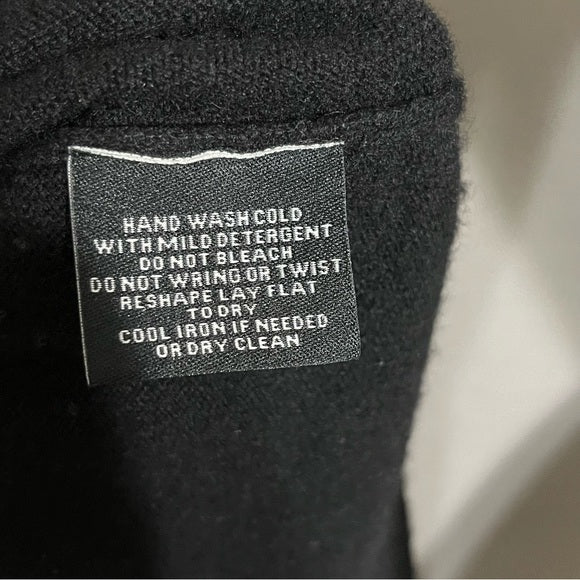 HAND WASH COLD
WITH MILD DETERGENT
DO NOT BLEACH
DO NOT WRING OR TWIST
RESHAPE LAY FLAT
TO DRY
COOL IRON IF NEEDED
OR DRY CLEAN